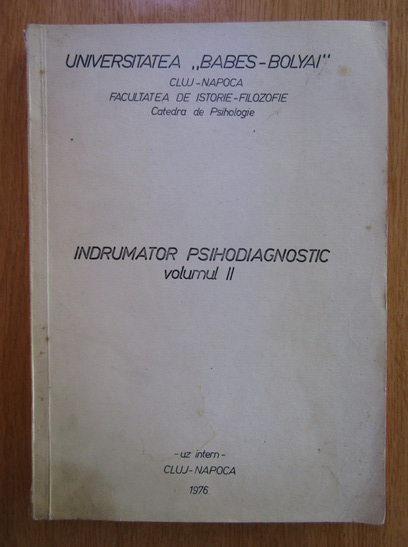 UNIVERSITATEA „BABES-BOLYAI"
CLUJ-NAPOCA
FACULTATEA DE ISTORIE-FILOZOFIE
Catedra de Psihologie
INDRUMATOR PSIHODIAGNOSTIC
volumul II
- uz intern -
CLUJ-NAPOCA
1976